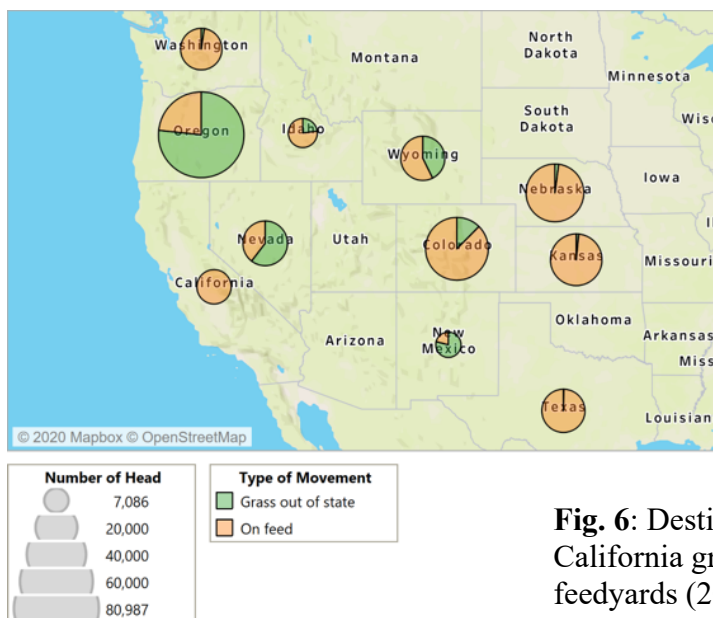 Washington
Montana
North
Dakota
Minnesota
Oregon
Idaho
South
Dakota
Wyoming
Iowa
Nebraska
Nevada
Utah
Colorado
Kansas
Missouri
California
Arizona
New
Mexico
Oklahoma
Arkansas
Texas
Louisian
© 2020 Mapbox © OpenStreetMap
Number of Head
7,086
20,000
40,000
60,000
80,987
Type of Movement
Grass out of state
On feed
Fig. 6: Desti
California gr
feedyards (2